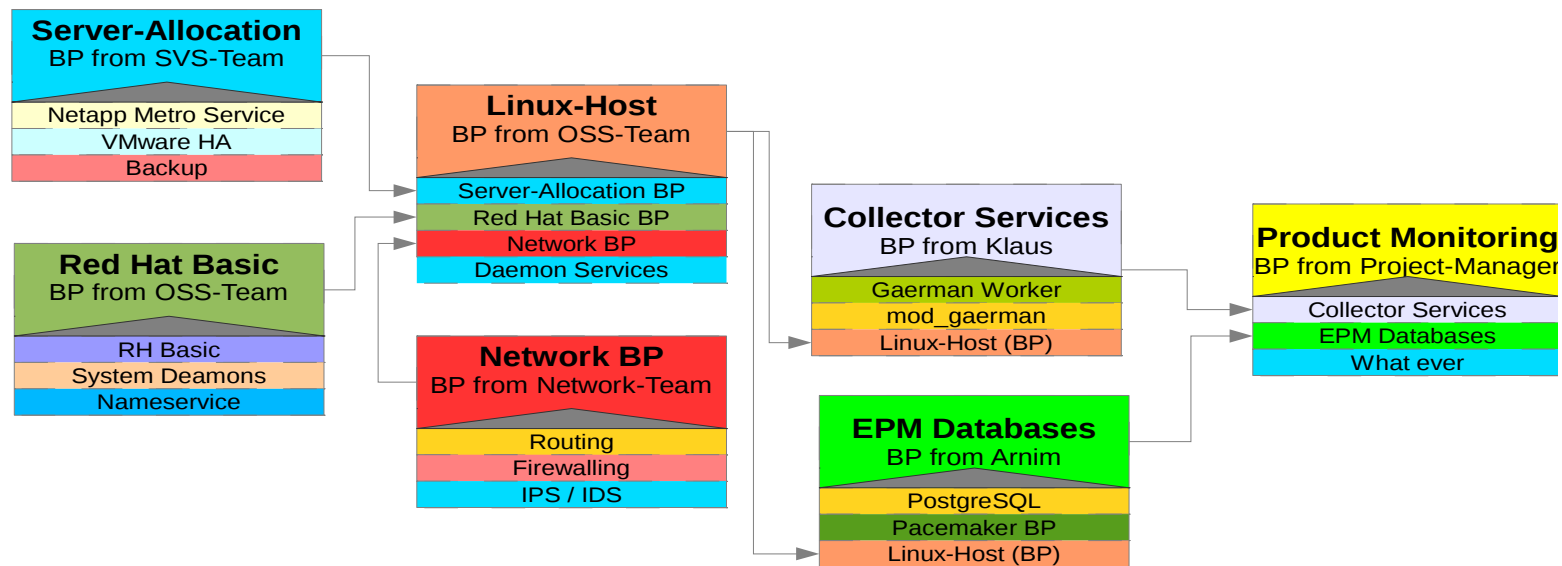 Server-Allocation
BP from SVS-Team
Netapp Metro Service
VMware HA
Backup
Red Hat Basic
BP from OSS-Team
RH Basic
System Deamons
Nameservice
Linux-Host
BP from OSS-Team
Server-Allocation BP
Red Hat Basic BP
Network BP
Daemon Services
Network BP
BP from Network-Team
Routing
Firewalling
IPS / IDS
Collector Services
BP from Klaus
Gaerman Worker
mod_gaerman
Linux-Host (BP)
EPM Databases
BP from Arnim
PostgreSQL
Pacemaker BP
Linux-Host (BP)
Product Monitoring
BP from Project-Manager
Collector Services
EPM Databases
What ever